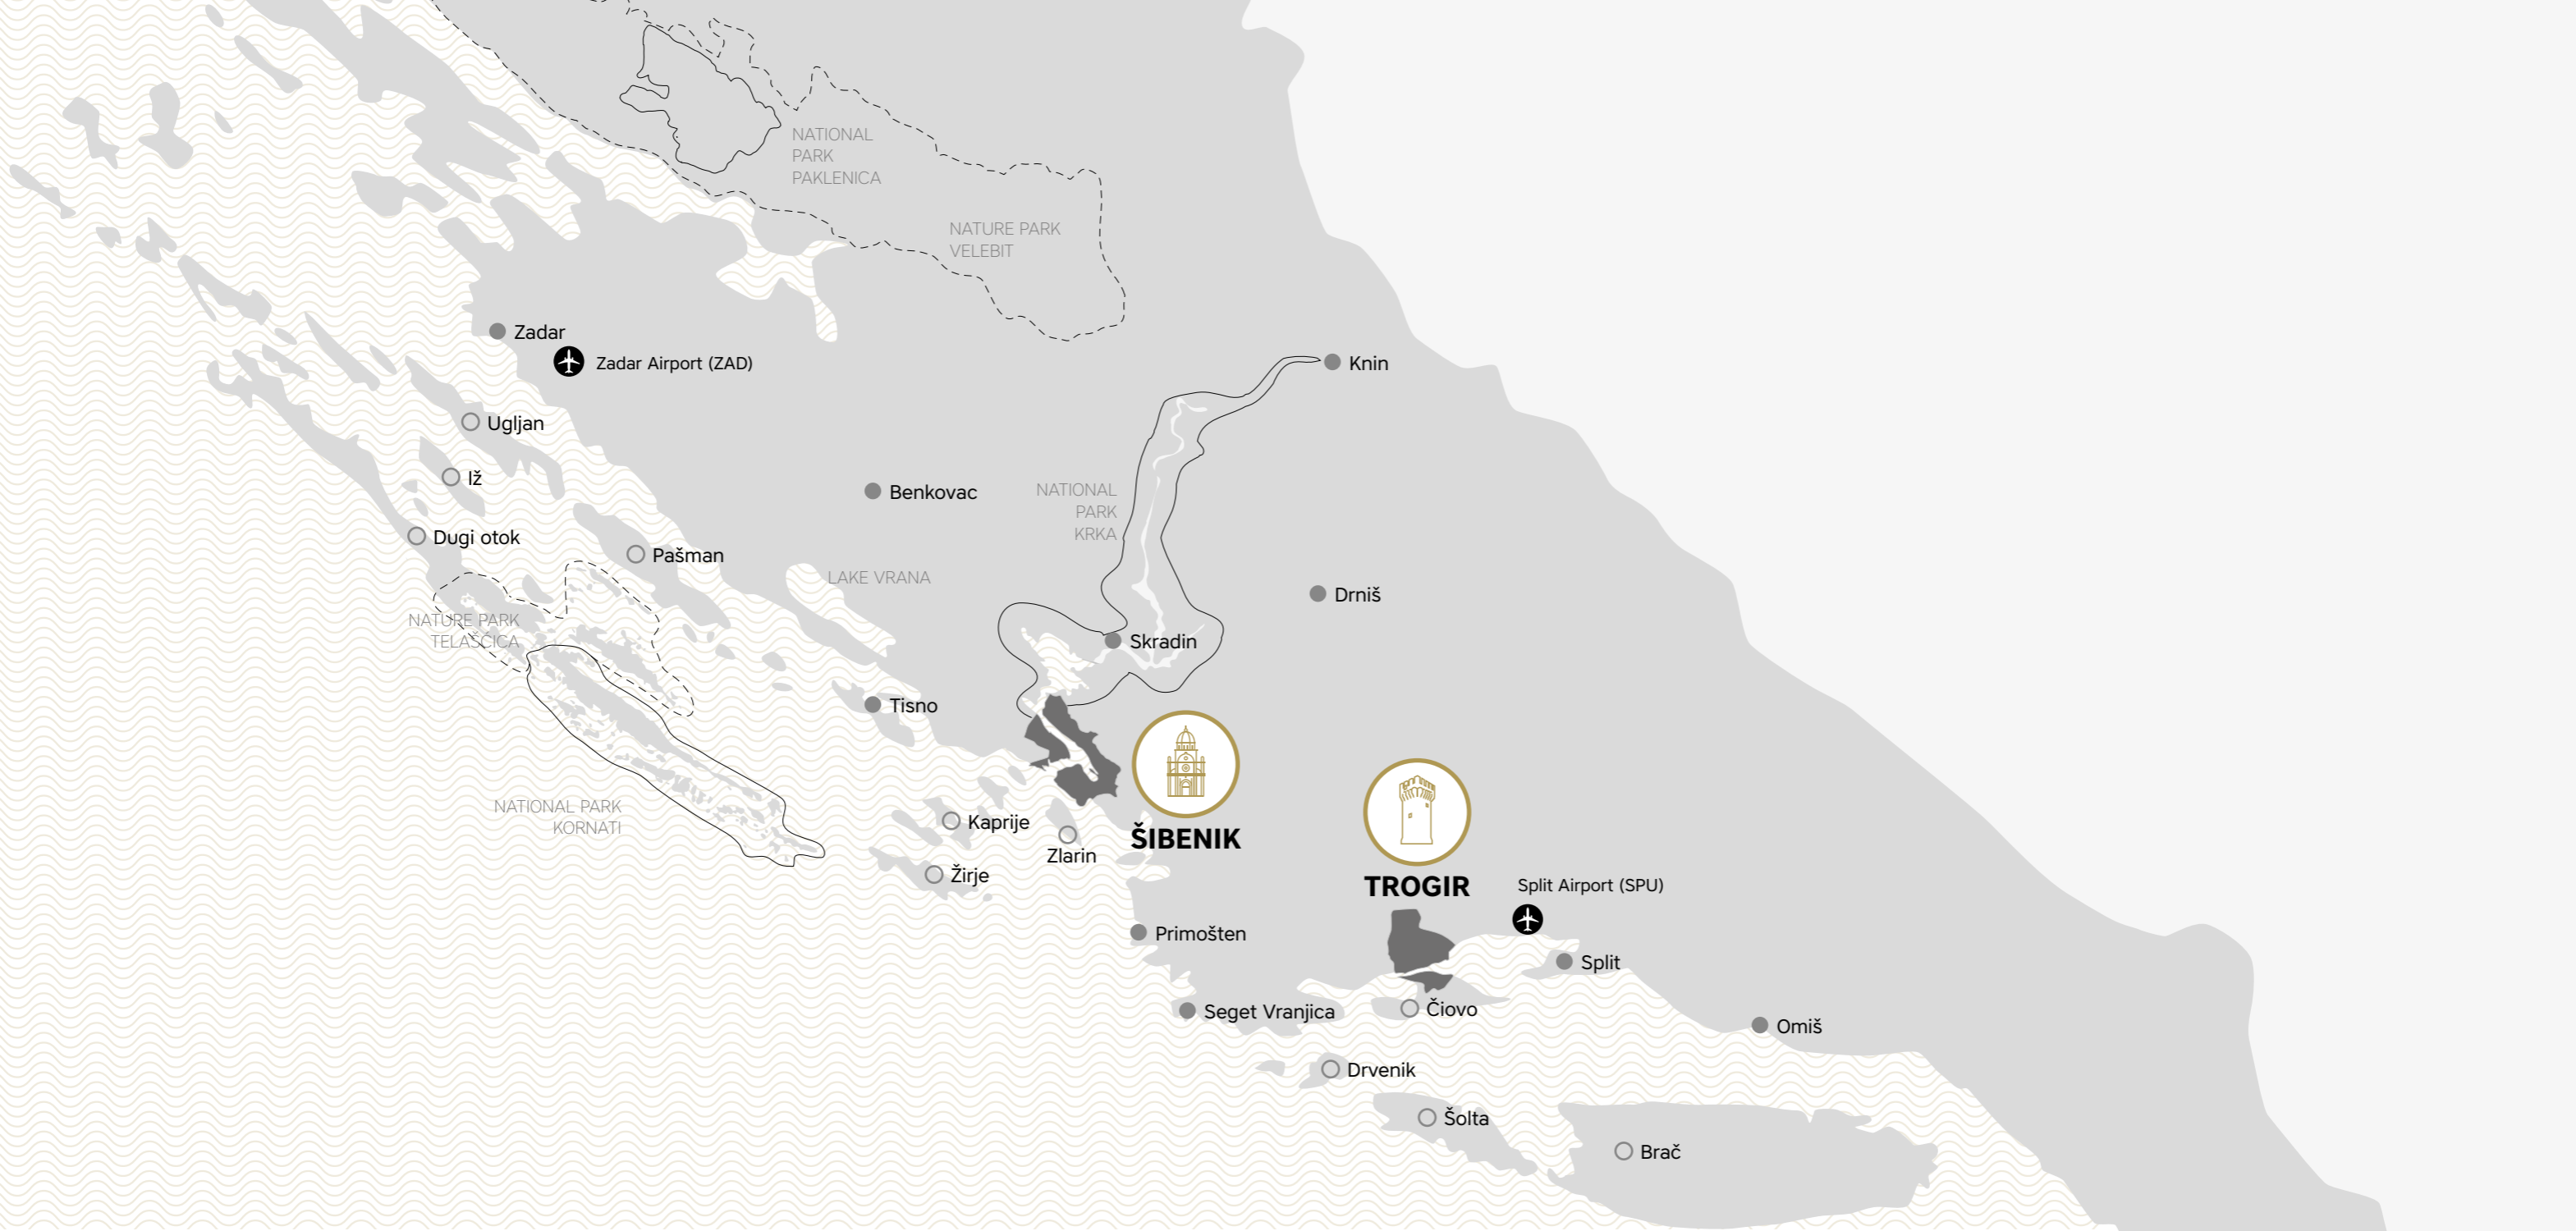 NATIONAL
PARK
PAKLENICA
NATURE PARK
VELEBIT
Zadar
Zadar Airport (ZAD)
Knin
Ugljan
Iž
Benkovac
NATIONAL
PARK
KRKA
Dugi otok
Pašman
LAKE VRANA
Drniš
NATURE PARK
TELAŠĆICA
Skradin
Tisno
NATIONAL PARK
KORNATI
Kaprije
ŠIBENIK
Zlarin
Žirje
TROGIR
Split Airport (SPU)
Primošten
Split
Seget Vranjica
Čiovo
Omiš
Drvenik
Šolta
Brač